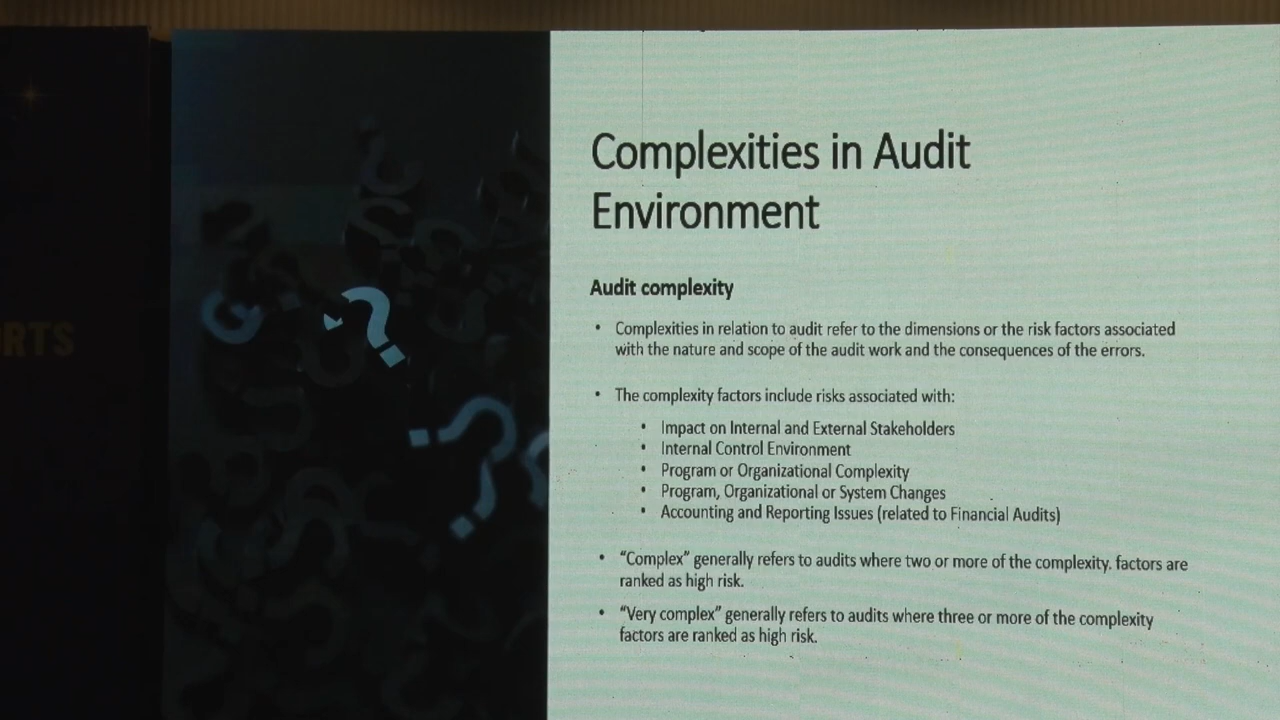 RTS
Complexities in Audit
Environment
Audit complexity
• Complexities in relation to audit refer to the dimensions or the risk factors associated
with the nature and scope of the audit work and the consequences of the errors.
• The complexity factors include risks associated with:
• Impact on Internal and External Stakeholders
• Internal Control Environment
• Program or Organizational Complexity
• Program, Organizational or System Changes
• Accounting and Reporting Issues (related to Financial Audits)
• “Complex” generally refers to audits where two or more of the complexity. factors are
ranked as high risk.
• “Very complex” generally refers to audits where three or more of the complexity
factors are ranked as high risk.